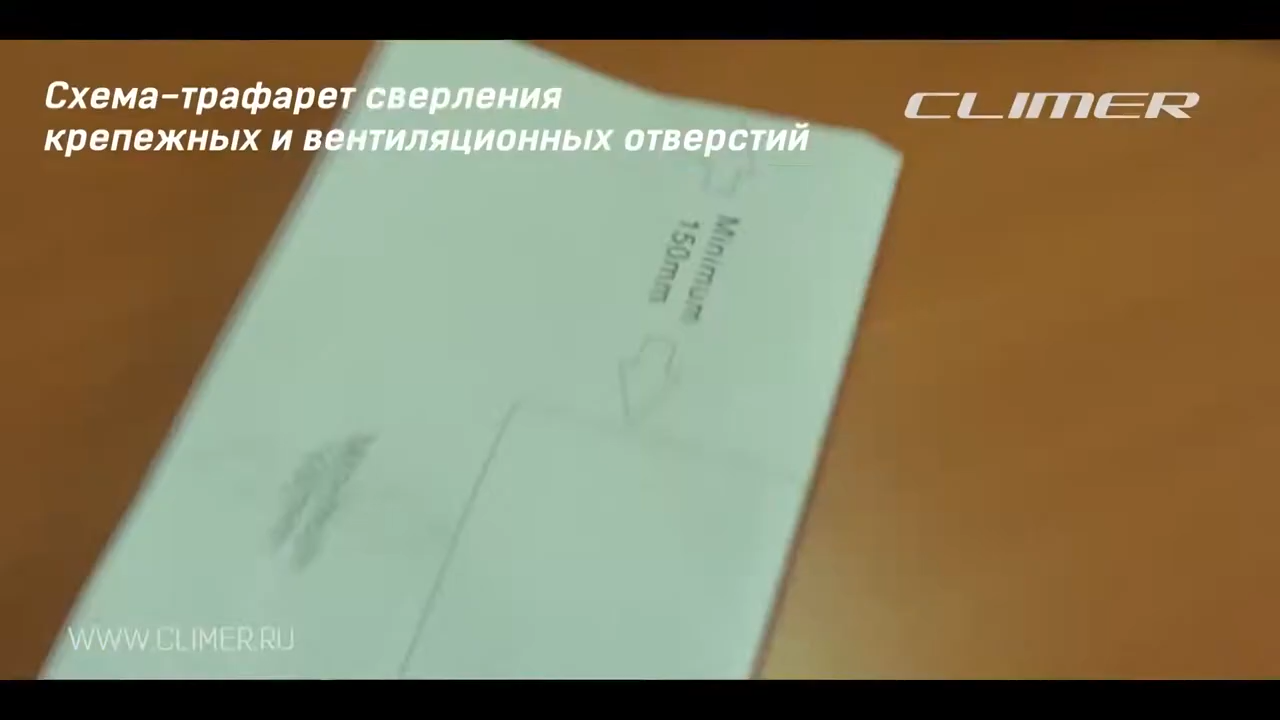 Схема-трафарет сверления
крепежных и вентиляционных отверстий
CLIMER
Minimum
150mm
WWW.CLIMER.RU